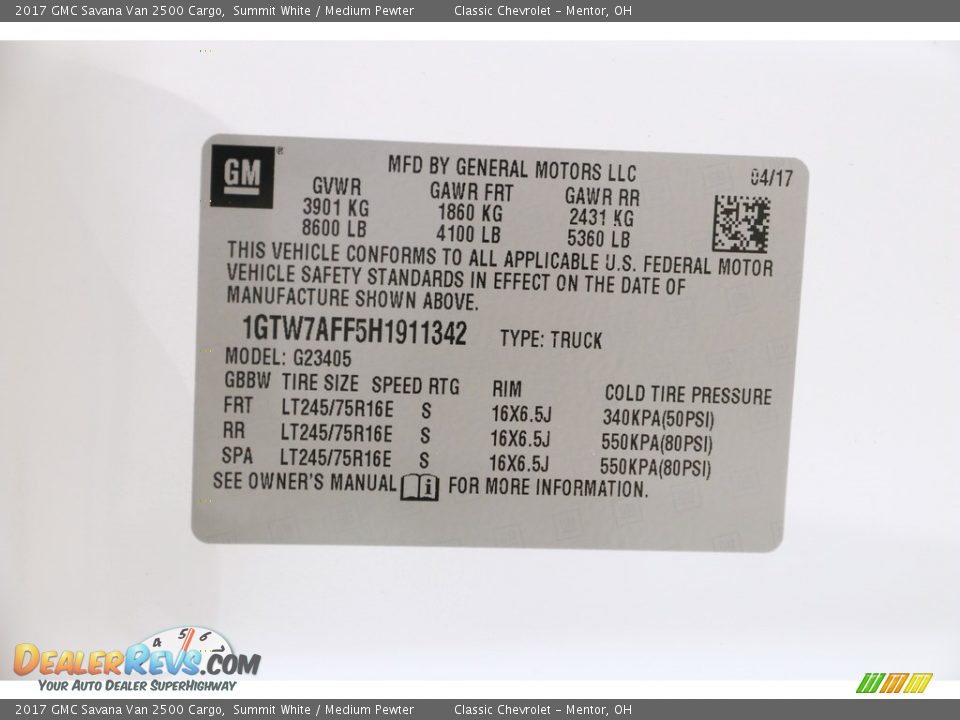 2017 GMC Savana Van 2500 Cargo, Summit White / Medium Pewter Classic Chevrolet - Mentor, OH
GM ® MFD BY GENERAL MOTORS LLC 04/17
GVWR GAWR FRT GAWR RR
3901 KG 1860 KG 2431 KG
8600 LB 4100 LB 5360 LB
THIS VEHICLE CONFORMS TO ALL APPLICABLE U.S. FEDERAL MOTOR
VEHICLE SAFETY STANDARDS IN EFFECT ON THE DATE OF
MANUFACTURE SHOWN ABOVE.
1GTW7AFF5H1911342 TYPE: TRUCK
MODEL: G23405
GBBW TIRE SIZE SPEED RTG RIM COLD TIRE PRESSURE
FRT LT245/75R16E S 16X6.5J 340KPA(50PSI)
RR LT245/75R16E S 16X6.5J 550KPA(80PSI)
SPA LT245/75R16E S 16X6.5J 550KPA(80PSI)
SEE OWNER'S MANUAL i FOR MORE INFORMATION.
4 5 6 7
DEALERREVS.COM
YOUR AUTO DEALER SUPERHIGHWAY
2017 GMC Savana Van 2500 Cargo, Summit White / Medium Pewter Classic Chevrolet - Mentor, OH